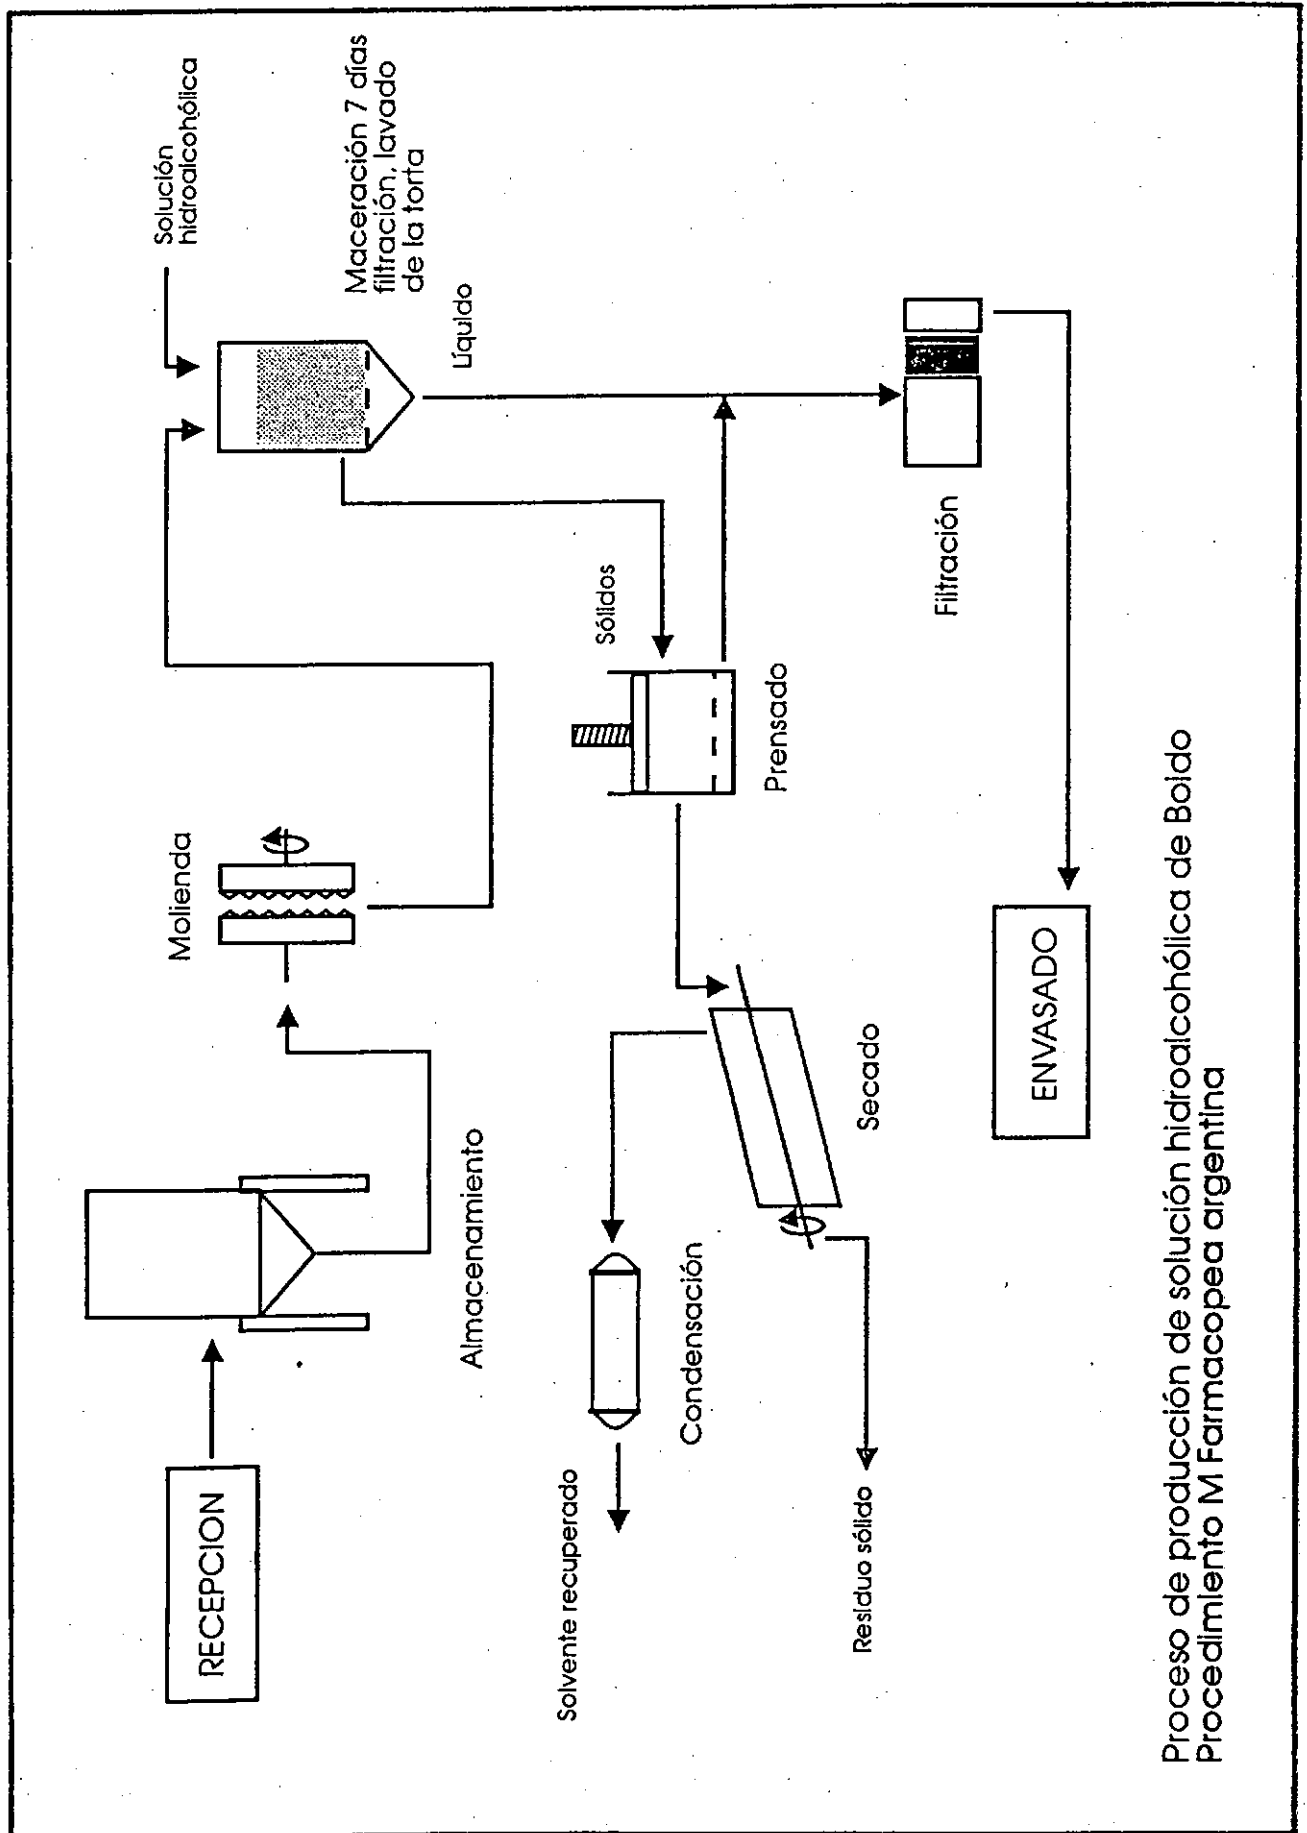 RECEPCION
Almacenamiento
Molienda
Solución
hidroalcohólica
Maceración 7 días
filtración, lavado
de la torta
Líquido
Sólidos
Prensado
Filtración
Secado
Condensación
Solvente recuperado
Residuo sólido
ENVASADO
Proceso de producción de solución hidroalcohólica de Boldo
Procedimiento M Farmacopea argentina